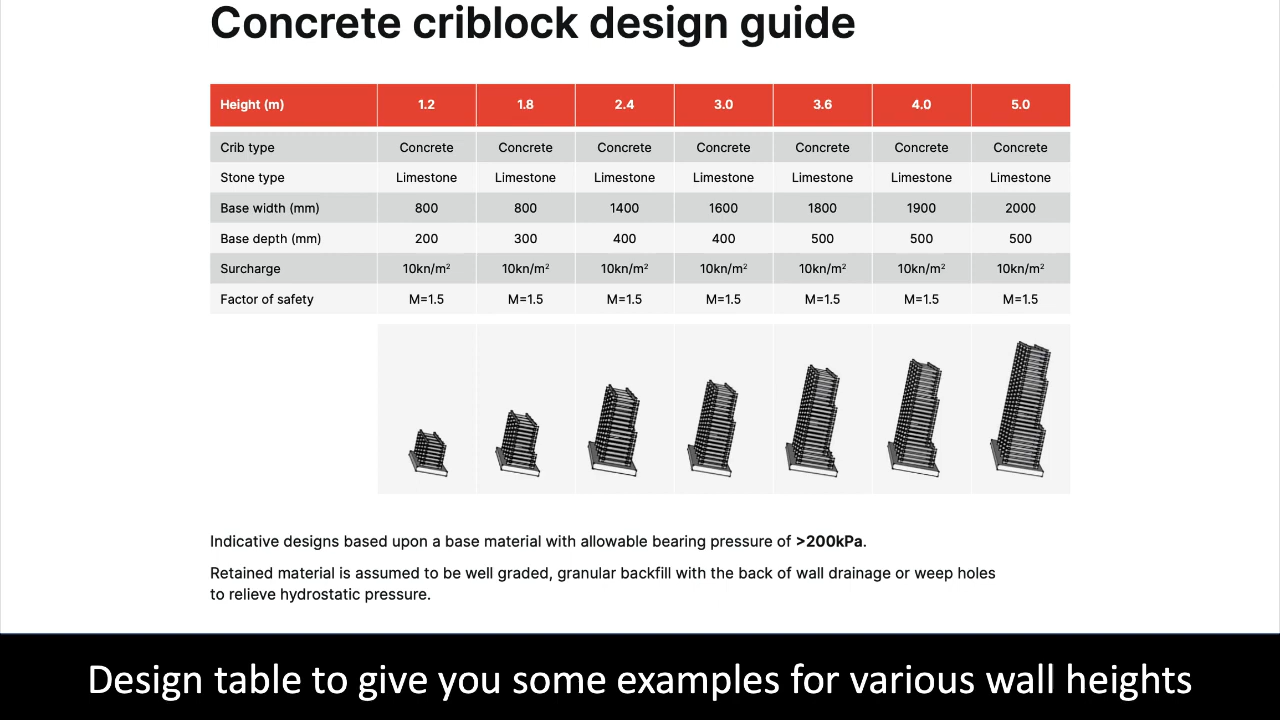 Concrete criblock design guide
Height (m) 1.2 1.8 2.4 3.0 3.6 4.0 5.0
Crib type Concrete Concrete Concrete Concrete Concrete Concrete Concrete
Stone type Limestone Limestone Limestone Limestone Limestone Limestone Limestone
Base width (mm) 800 800 1400 1600 1800 1900 2000
Base depth (mm) 200 300 400 400 500 500 500
Surcharge 10kn/m² 10kn/m² 10kn/m² 10kn/m² 10kn/m² 10kn/m² 10kn/m²
Factor of safety M=1.5 M=1.5 M=1.5 M=1.5 M=1.5 M=1.5 M=1.5
Indicative designs based upon a base material with allowable bearing pressure of >200kPa.
Retained material is assumed to be well graded, granular backfill with the back of wall drainage or weep holes
to relieve hydrostatic pressure.
Design table to give you some examples for various wall heights